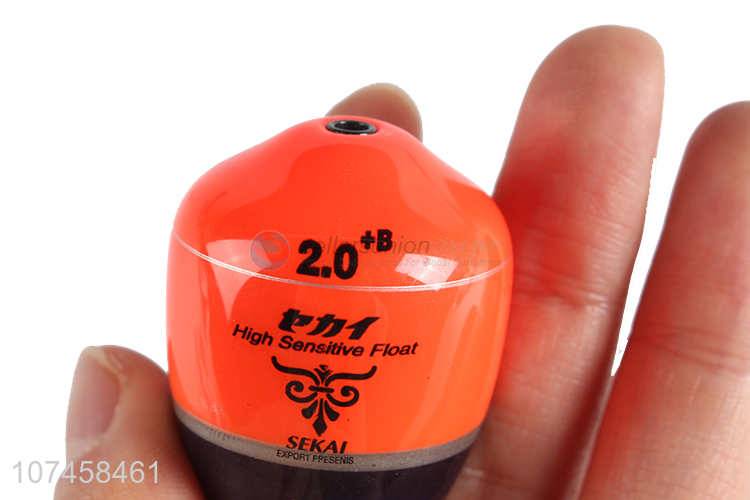 2.0 +B
セカイ
High Sensitive Float
SEKAI
EXPORT PPESENIS
107458461